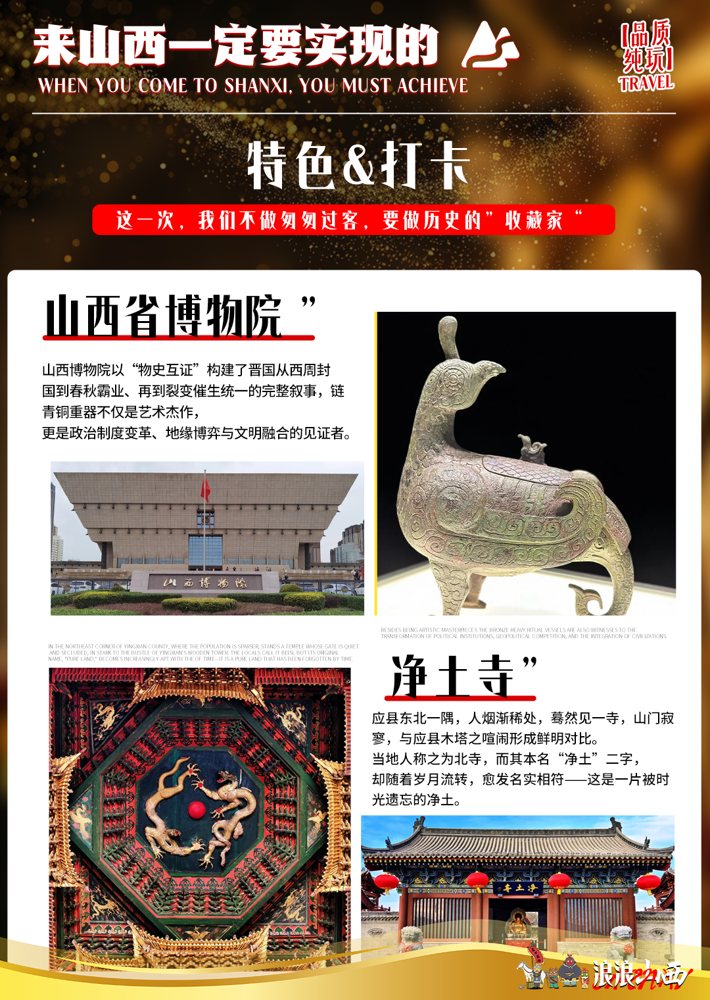 来山西一定要实现的
WHEN YOU COME TO SHANXI, YOU MUST ACHIEVE
品质
纯玩
TRAVEL
特色&打卡
这一次，我们不做匆匆过客，要做历史的”收藏家“
山西省博物院 ”
山西博物院以“物史互证”构建了晋国从西周封
国到春秋霸业、再到裂变催生统一的完整叙事，链
青铜重器不仅是艺术杰作，
更是政治制度变革、地缘博弈与文明融合的见证者。
山西博物院
BESIDES BEING ARTISTIC MASTERPIECES THE BRONZE HEAVY RITUAL VESSELS ARE ALSO WITNESSES TO THE
TRANSFORMATION OF POLITICAL INSTITUTIONS, GEOPOLITICAL COMPETITION, AND THE INTEGRATION OF CIVILIZATIONS.
IN THE NORTHEAST CORNER OF YINGXIAN COUNTY, WHERE THE POPULATION IS SPARSER, STANDS A TEMPLE WHOSE GATE IS QUIET
AND SECLUDED, IN STARK TO THE BUSTLE OF YINGXIAN'S WOODEN TOWER. THE LOCALS CALL IT BEISI, BUT ITS ORIGINAL
NAME, "PURE LAND," BECOMES INCREASINGLY APT WITH THE OF TIME—IT IS A PURE LAND THAT HAS BEEN FORGOTTEN BY TIME.
净土寺”
应县东北一隅，人烟渐稀处，蓦然见一寺，山门寂
寥，与应县木塔之喧闹形成鲜明对比。
当地人称之为北寺，而其本名“净土”二字，
却随着岁月流转，愈发名实相符——这是一片被时
光遗忘的净土。
寺土净
浪浪山西